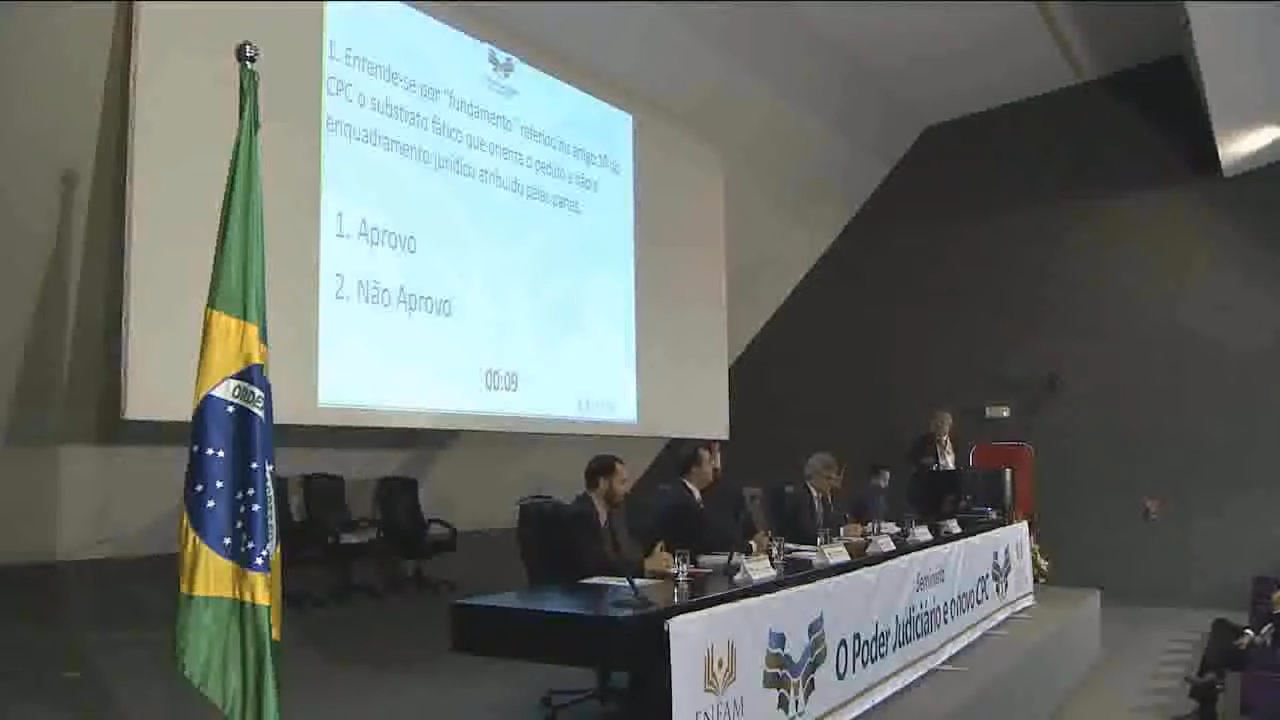 1. Entende-se por "fundamento" referido no artigo 10 do
CPC o substrato fático que orienta o pedido e não o
enquadramento jurídico atribuído pelas partes.
1. Aprovo
2. Não Aprovo
00:09
ORDE
Seminário
O Poder Judiciário e o novo CPC
ENFAM